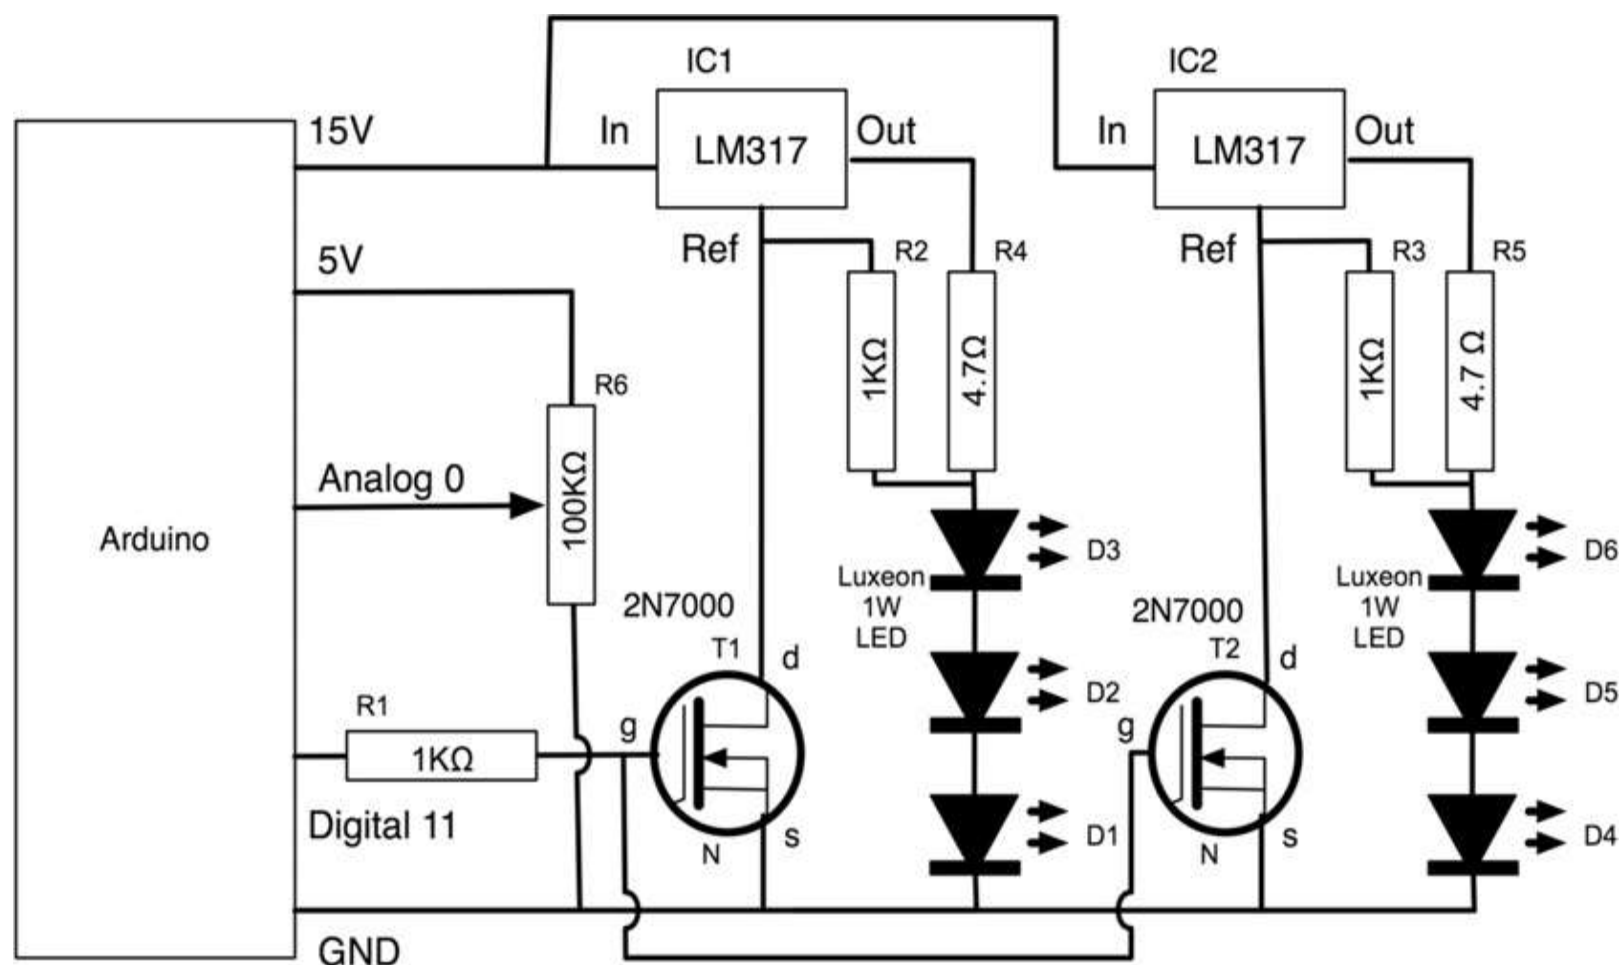 IC1
IC2
15V
In
LM317
Out
In
LM317
Out
5V
Ref
R2
R4
Ref
R3
R5
1KΩ
4.7Ω
1KΩ
4.7 Ω
R6
100KΩ
Analog 0
Arduino
Luxeon
1W
LED
D3
Luxeon
1W
LED
D6
2N7000
T1
d
2N7000
T2
d
D2
D5
R1
1KΩ
g
g
Digital 11
N
s
D1
N
s
D4
GND